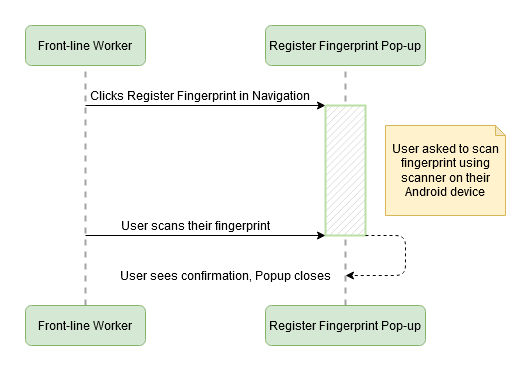 Front-line Worker
Register Fingerprint Pop-up
Clicks Register Fingerprint in Navigation
User asked to scan
fingerprint using
scanner on their
Android device
User scans their fingerprint
User sees confirmation, Popup closes
Front-line Worker
Register Fingerprint Pop-up